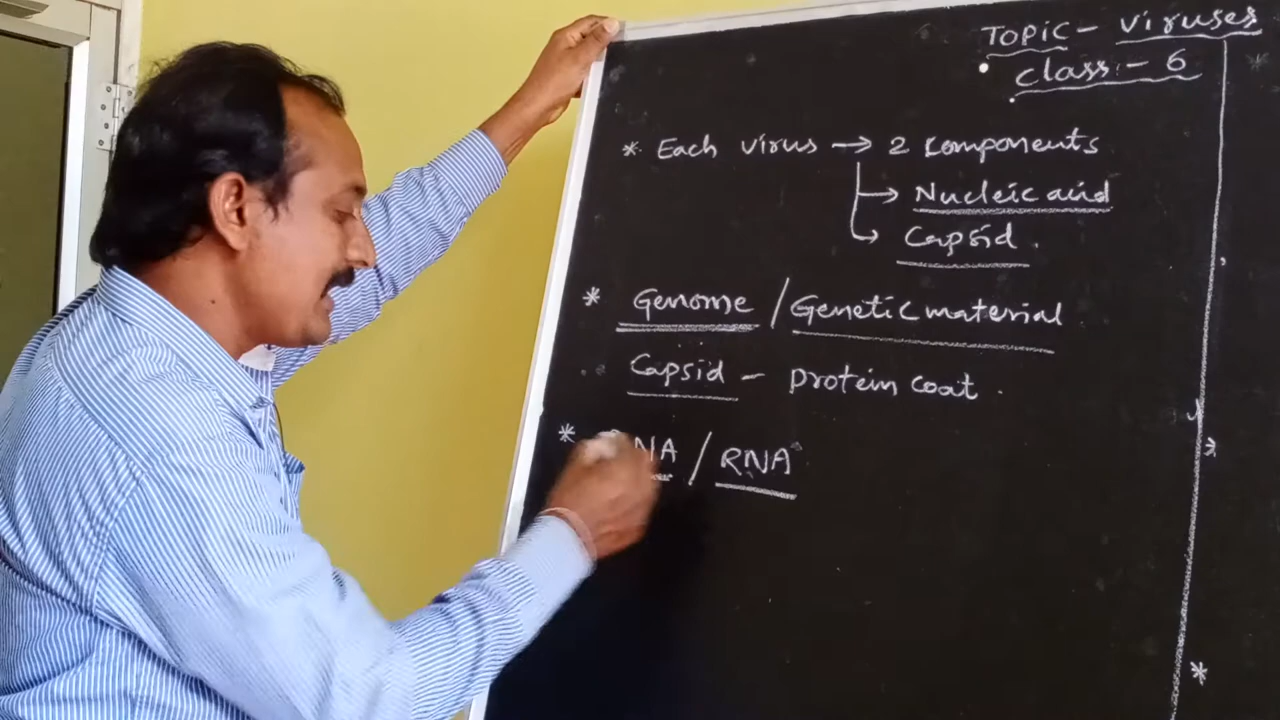 Topic - Viruses
Class :- 6
* Each virus → 2 components
→ Nucleic acid
→ Capsid .
* Genome / Genetic material
Capsid - protein coat .
* / RNA
*
*